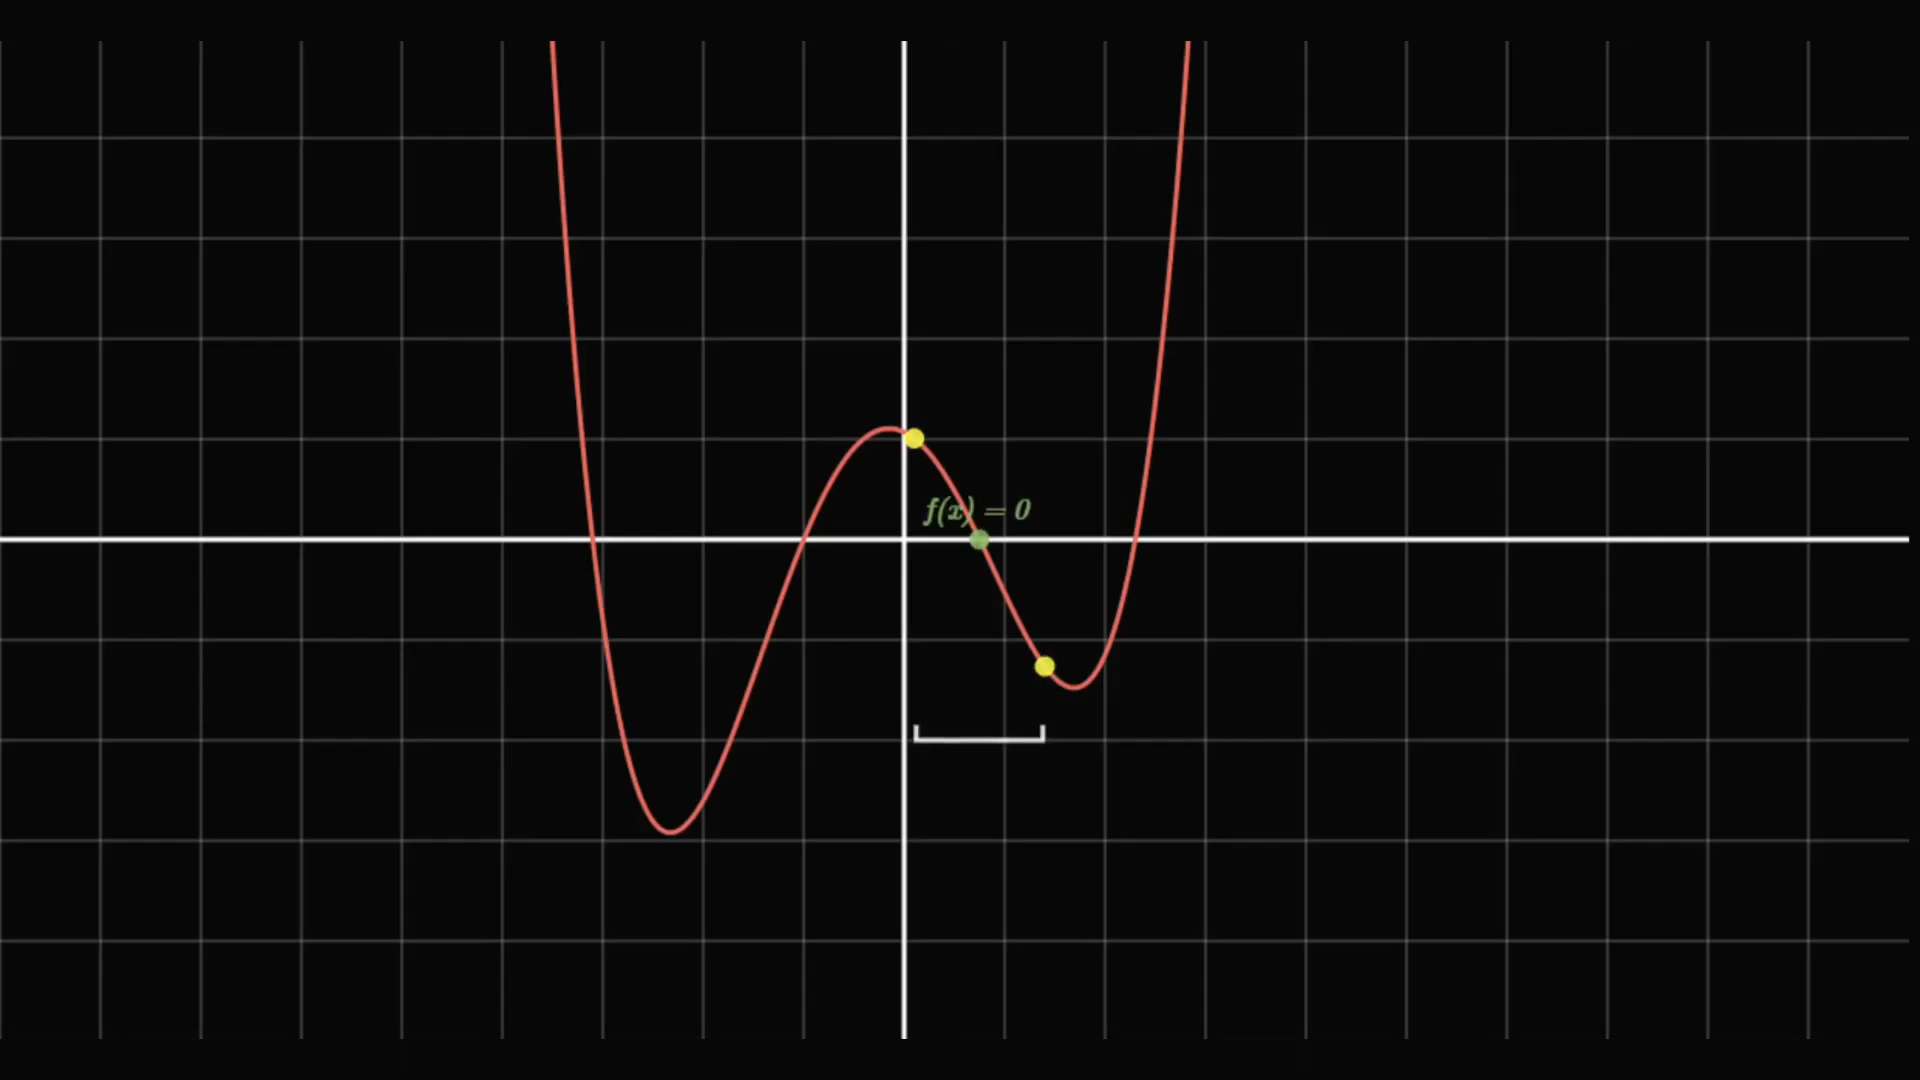 f(x) = 0